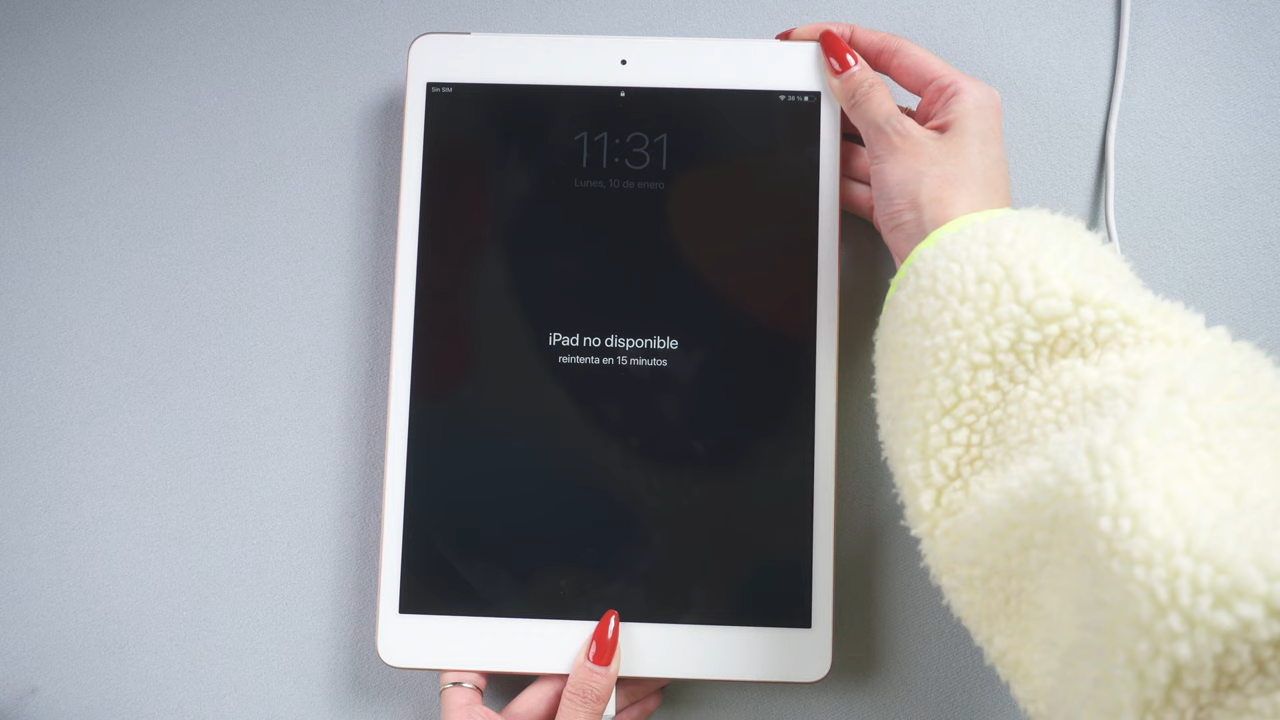 Sin SIM
38 %
11:31
Lunes, 10 de enero
iPad no disponible
reintenta en 15 minutos